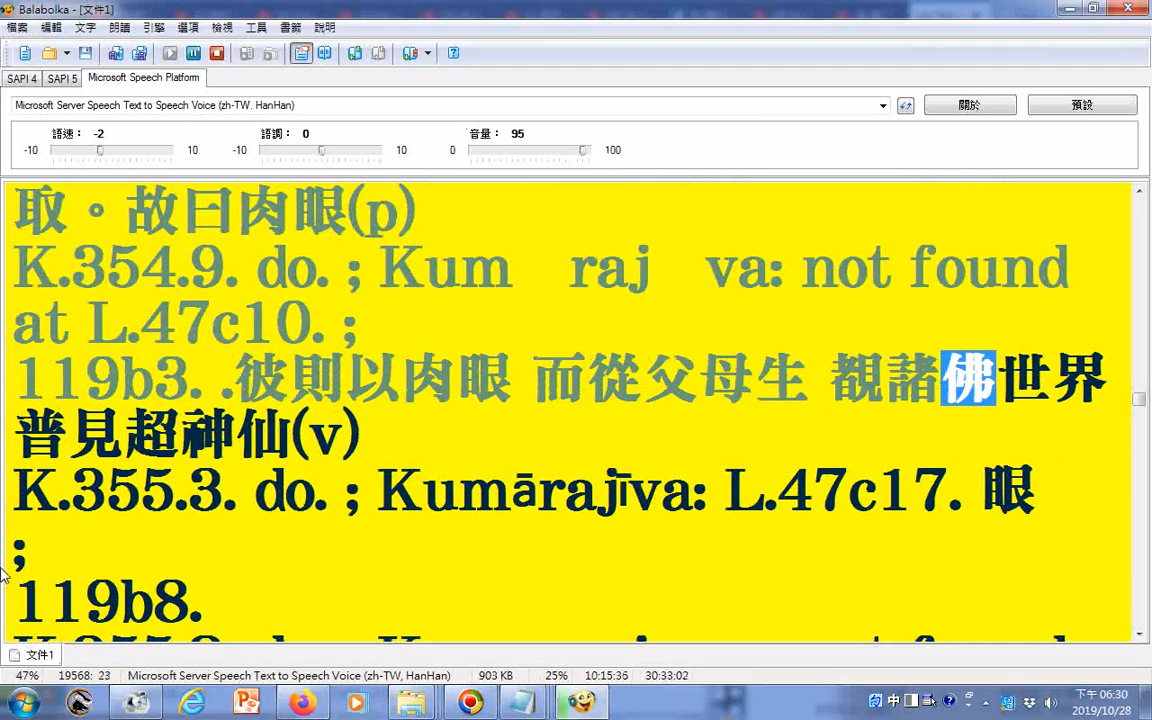 Balabolka - [文件1]
檔案 編輯 文字 朗讀 引擎 選項 檢視 工具 書籤 說明
SAPI 4 SAPI 5 Microsoft Speech Platform
Microsoft Server Speech Text to Speech Voice (zh-TW, HanHan) 關於 預設
語速： -2 語調： 0 音量： 95
-10 10 -10 10 0 100
取。故曰肉眼(p)
K.354.9. do. ; Kum raj va: not found
at L.47c10. ;
119b3. .彼則以肉眼 而從父母生 覩諸佛世界
普見超神仙(v)
K.355.3. do. ; Kumārajīva: L.47c17. 眼
;
119b8.
文件1
47% 19568: 23 Microsoft Server Speech Text to Speech Voice (zh-TW, HanHan) 903 KB 25% 10:15:36 30:33:02
中
下午 06:30
2019/10/28